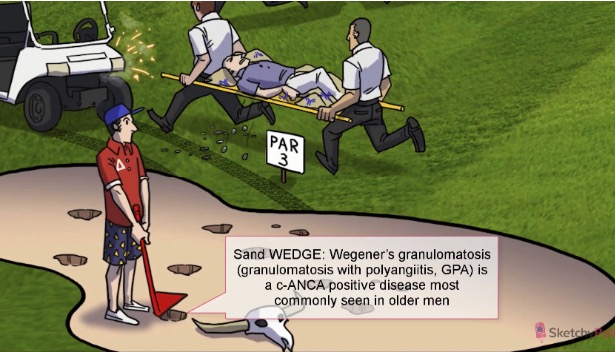 PAR
3
Sand WEDGE: Wegener's granulomatosis
(granulomatosis with polyangiitis, GPA) is
a c-ANCA positive disease most
commonly seen in older men
Sketchy